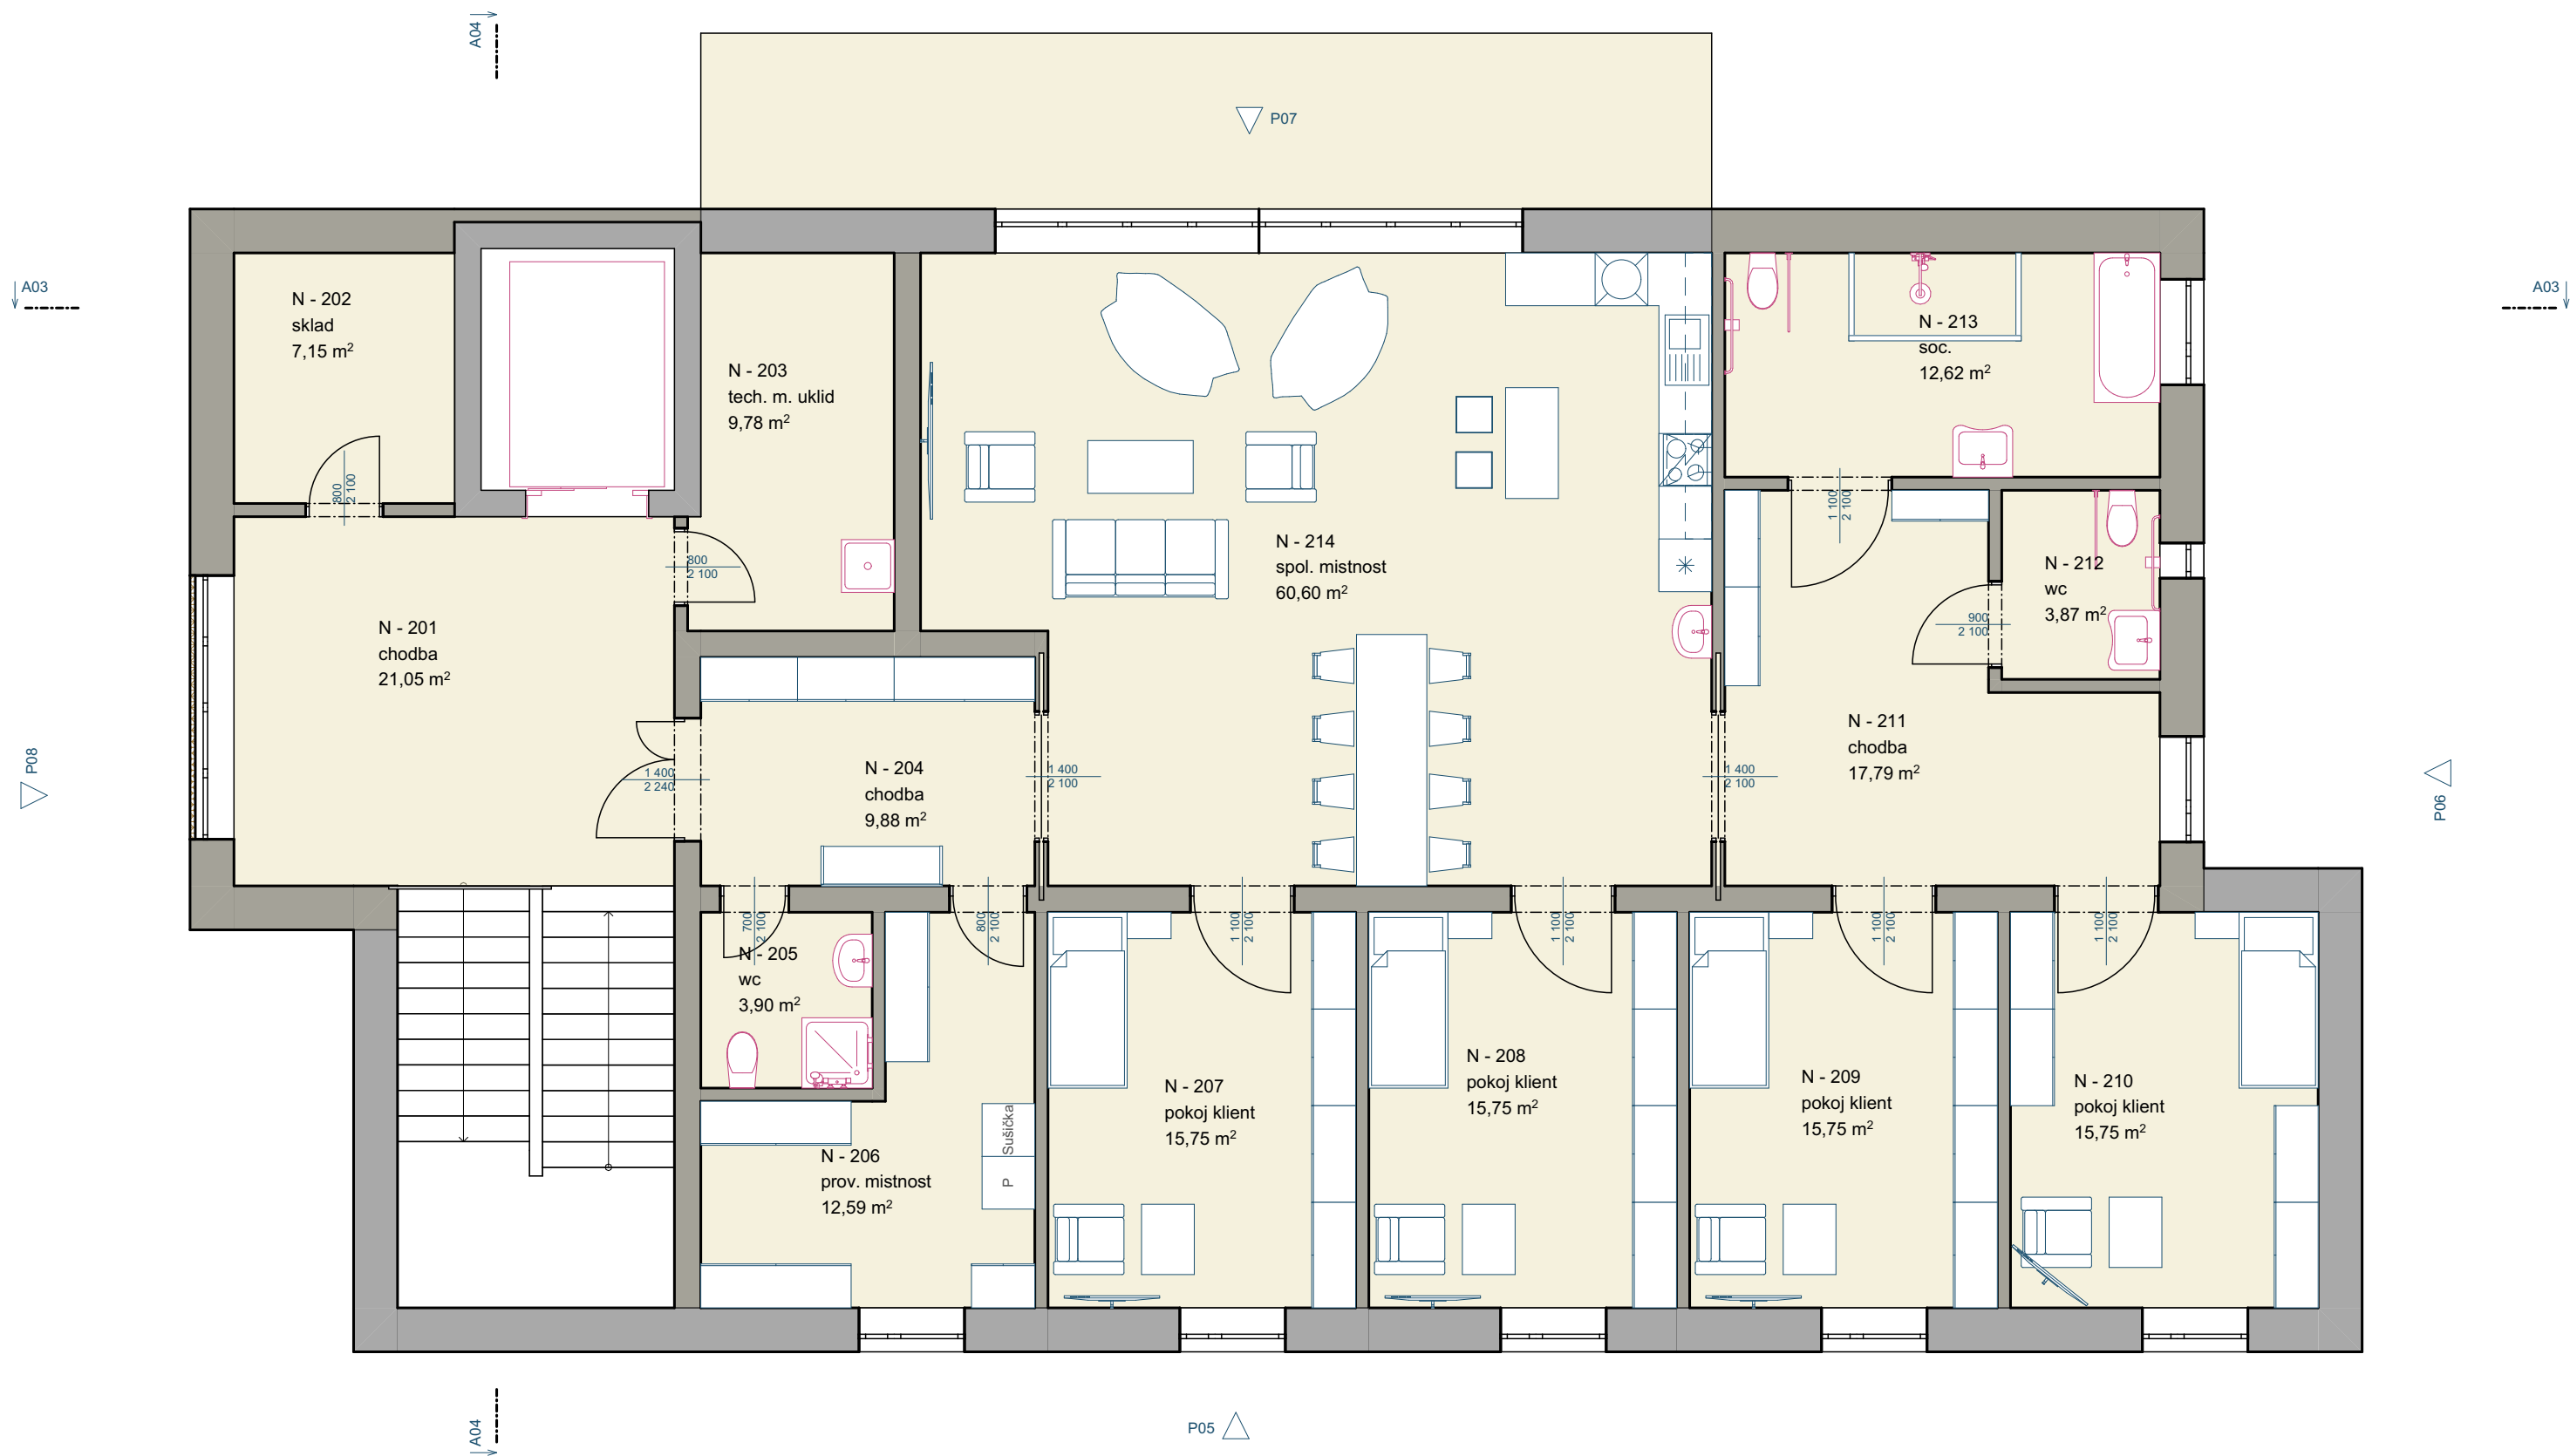 A04
P07
A03
A03
N - 202
sklad
7,15 m²
N - 203
tech. m. uklid
9,78 m²
N - 213
soc.
12,62 m²
800
2 100
800
2 100
1 100
2 100
N - 214
spol. mistnost
60,60 m²
N - 212
wc
3,87 m²
900
2 100
N - 201
chodba
21,05 m²
N - 211
chodba
17,79 m²
P08
1 400
2 240
N - 204
chodba
9,88 m²
1 400
2 100
1 400
2 100
P06
700
2 100
800
2 100
1 100
2 100
1 100
2 100
1 100
2 100
1 100
2 100
N - 205
wc
3,90 m²
N - 206
prov. mistnost
12,59 m²
Sušička
P
N - 207
pokoj klient
15,75 m²
N - 208
pokoj klient
15,75 m²
N - 209
pokoj klient
15,75 m²
N - 210
pokoj klient
15,75 m²
A04
P05